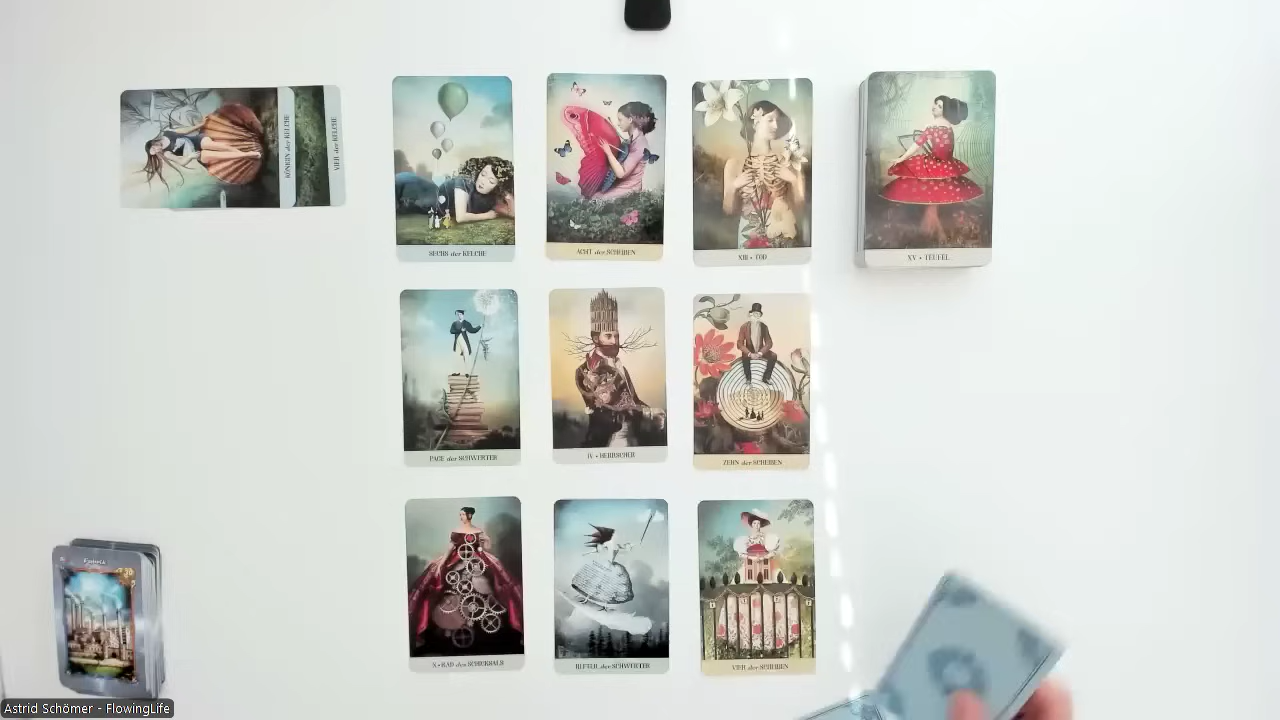 KÖNIGIN der KELCHE
VIER der KELCHE
SECHS der KELCHE
ACHT der SCHEIBEN
XIII • TOD
XV • TEUFEL
PAGE der SCHWERTER
IV • HERRSCHER
ZEHN der SCHEIBEN
X • RAD des SCHICKSALS
RITTER der SCHWERTER
VIER der SCHEIBEN
Astrid Schömer - FlowingLife